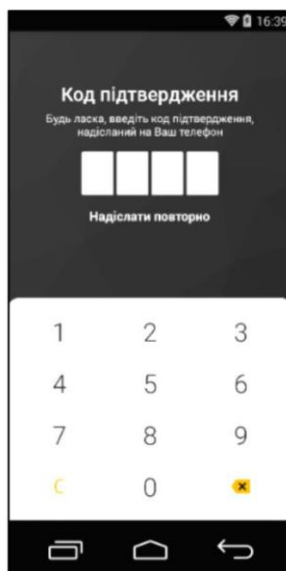 16:39
Код підтвердження
Будь ласка, введіть код підтвердження,
надісланий на Ваш телефон
Надіслати повторно
1 2 3
4 5 6
7 8 9
C 0